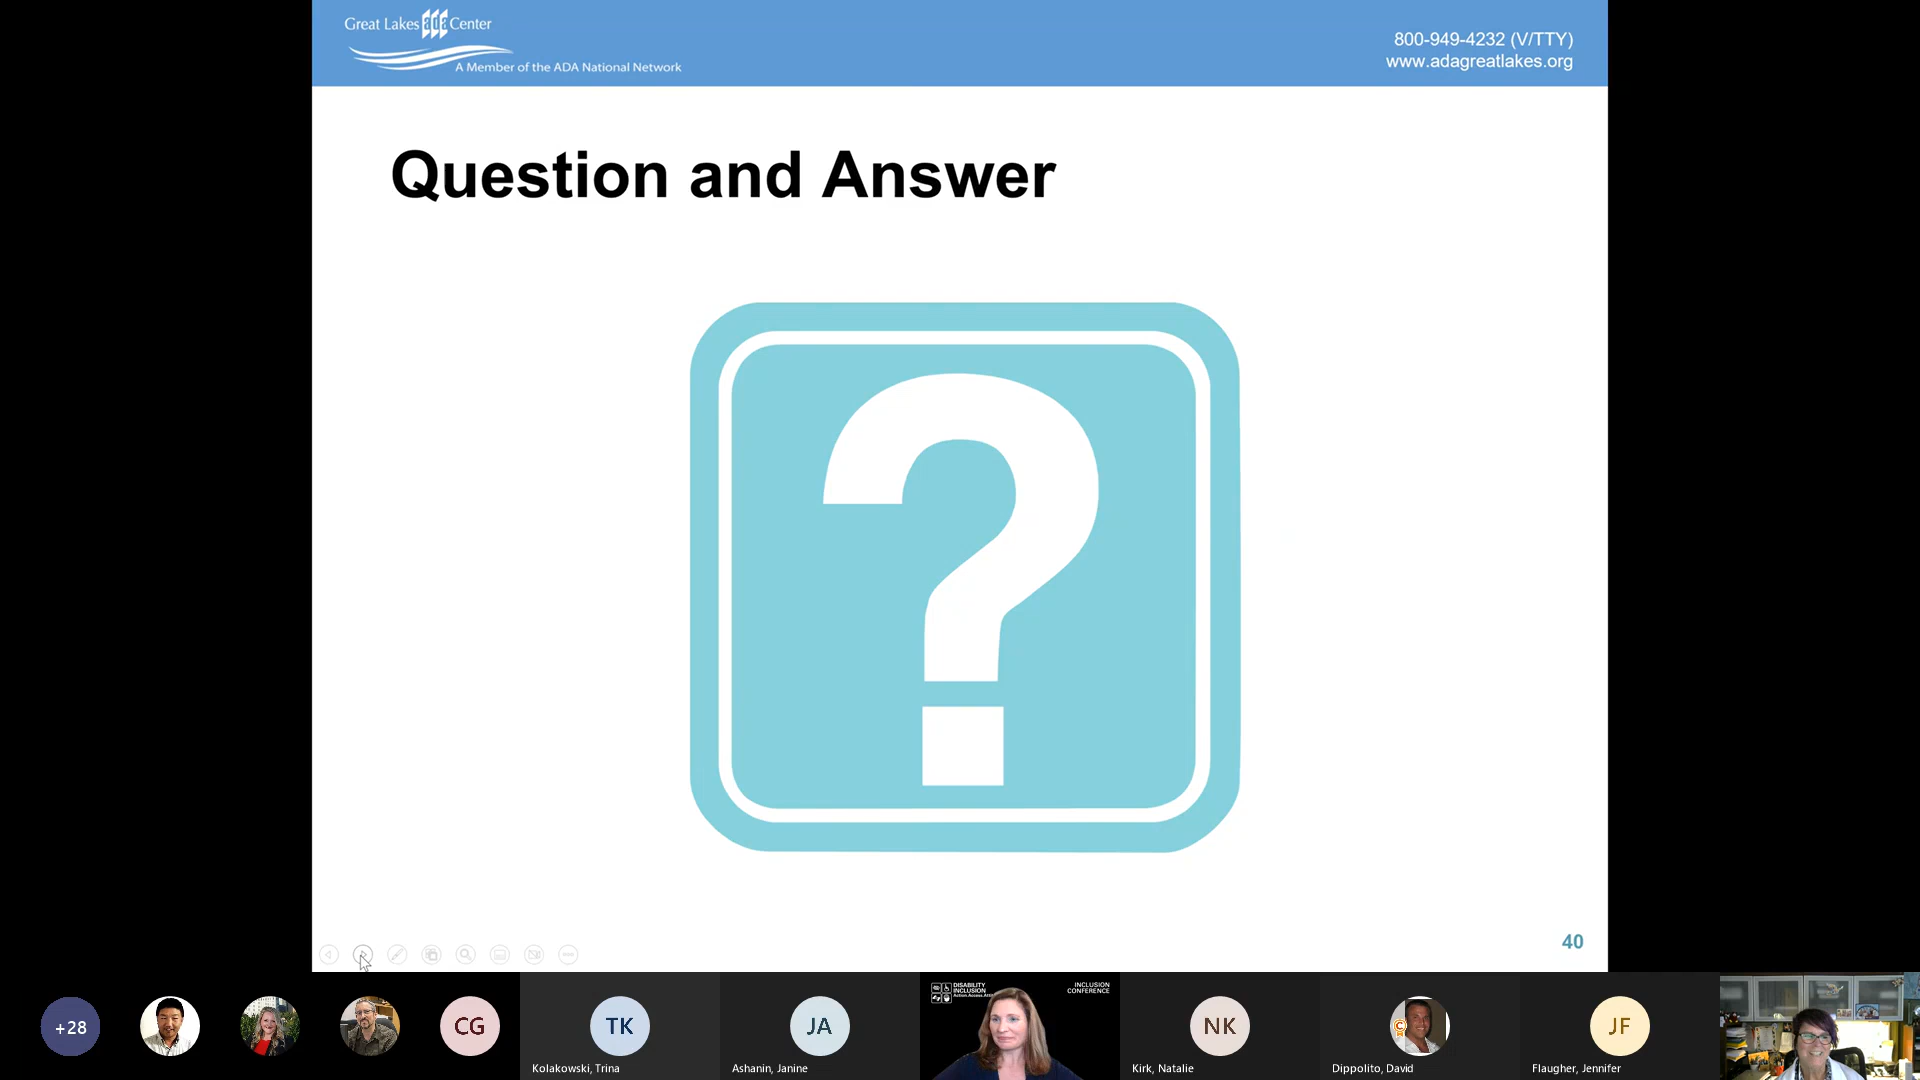 Great Lakes ada Center
A Member of the ADA National Network
800-949-4232 (V/TTY)
www.adagreatlakes.org
Question and Answer
?
40
+28
CG
TK
Kolakowski, Trina
JA
Ashanin, Janine
DISABILITY
INCLUSION
INCLUSION
CONFERENCE
NK
Kirk, Natalie
Dippolito, David
JF
Flaugher, Jennifer